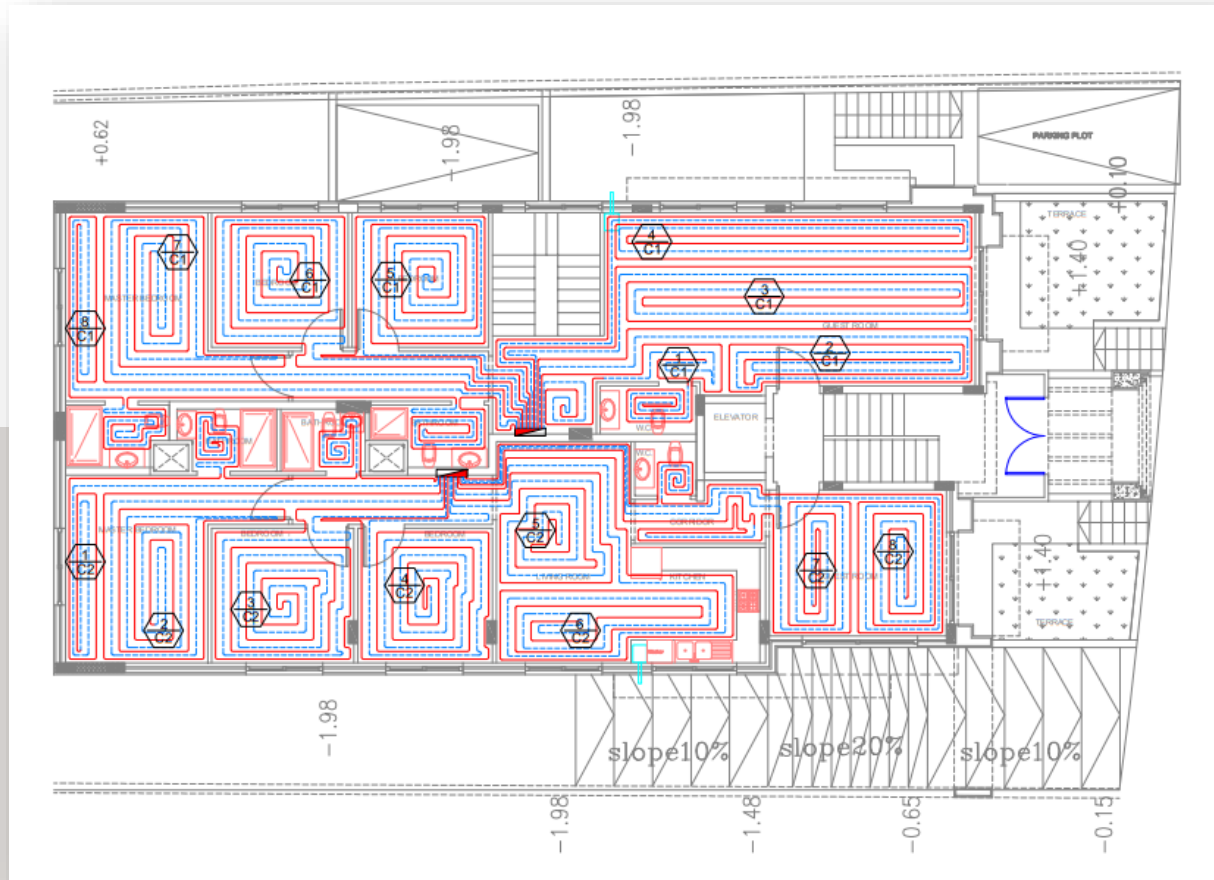 +0.62
-1.98
-1.98
PARKING PLOT
+0.10
TERRACE
+1.40
4
C1
7
C1
6
C1
5
C1
BEDROOM
MASTER BEDROOM
3
C1
GUEST ROOM
8
C1
2
C1
1
C1
ELEVATOR
W.C.
W.C.
MASTER BEDROOM
BEDROOM
BEDROOM
5
C2
CORRIDOR
1
C2
LIVING ROOM
KITCHEN
8
C2
7
C2
4
C2
3
C2
2
C2
6
C2
+1.40
TERRACE
-1.98
slope10%
slope20%
slope10%
-1.98
-1.48
-0.65
-0.15